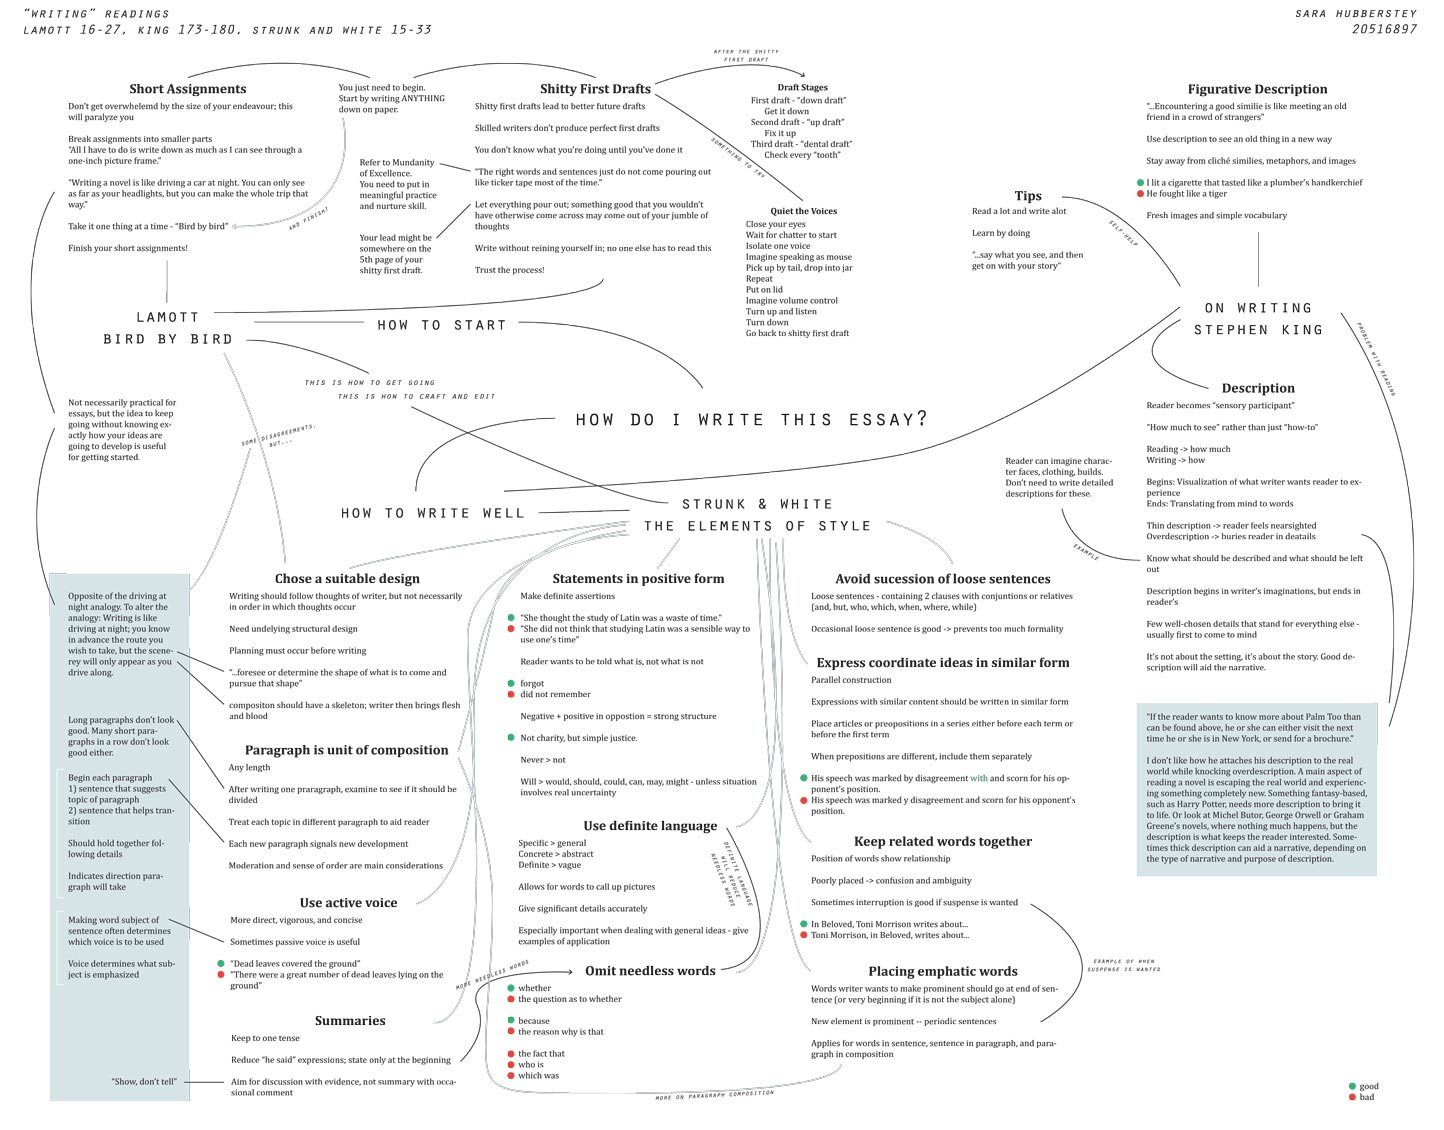 "WRITING" READINGS
LAMOTT 16-27, KING 173-180, STRUNK AND WHITE 15-33
SARA HUBBERSTEY
20516897
Short Assignments
Don't get overwhelemd by the size of your endeavour; this
will paralyze you
Break assignments into smaller parts
"All I have to do is write down as much as I can see through a
one-inch picture frame."
"Writing a novel is like driving a car at night. You can only see
as far as your headlights, but you can make the whole trip that
way."
Take it one thing at a time - "Bird by bird"
Finish your short assignments!
You just need to begin.
Start by writing ANYTHING
down on paper.
AND FINISH!
Refer to Mundanity
of Excellence.
You need to put in
meaningful practice
and nurture skill.
Your lead might be
somewhere on the
5th page of your
shitty first draft.
Shitty First Drafts
Shitty first drafts lead to better future drafts
Skilled writers don't produce perfect first drafts
You don't know what you're doing until you've done it
"The right words and sentences just do not come pouring out
like ticker tape most of the time."
Let everything pour out; something good that you wouldn't
have otherwise come across may come out of your jumble of
thoughts
Write without reining yourself in; no one else has to read this
Trust the process!
AFTER THE SHITTY
FIRST DRAFT
SOMETHING TO TRY
Draft Stages
First draft - "down draft"
Get it down
Second draft - "up draft"
Fix it up
Third draft - "dental draft"
Check every "tooth"
Quiet the Voices
Close your eyes
Wait for chatter to start
Isolate one voice
Imagine speaking as mouse
Pick up by tail, drop into jar
Repeat
Put on lid
Imagine volume control
Turn up and listen
Turn down
Go back to shitty first draft
Tips
Read a lot and write alot
Learn by doing
"...say what you see, and then
get on with your story"
SELF-HELP
Figurative Description
"...Encountering a good similie is like meeting an old
friend in a crowd of strangers"
Use description to see an old thing in a new way
Stay away from cliché similies, metaphors, and images
I lit a cigarette that tasted like a plumber's handkerchief
He fought like a tiger
Fresh images and simple vocabulary
LAMOTT
BIRD BY BIRD
HOW TO START
ON WRITING
STEPHEN KING
PROBLEM WITH READING
THIS IS HOW TO GET GOING
THIS IS HOW TO CRAFT AND EDIT
HOW DO I WRITE THIS ESSAY?
Not necessarily practical for
essays, but the idea to keep
going without knowing ex-
actly how your ideas are
going to develop is useful
for getting started.
SOME DISAGREEMENTS,
BUT...
HOW TO WRITE WELL
STRUNK & WHITE
THE ELEMENTS OF STYLE
Reader can imagine charac-
ter faces, clothing, builds.
Don't need to write detailed
descriptions for these.
EXAMPLE
Description
Reader becomes "sensory participant"
"How much to see" rather than just "how-to"
Reading -> how much
Writing -> how
Begins: Visualization of what writer wants reader to ex-
perience
Ends: Translating from mind to words
Thin description -> reader feels nearsighted
Overdescription -> buries reader in deatails
Know what should be described and what should be left
out
Description begins in writer's imaginations, but ends in
reader's
Few well-chosen details that stand for everything else -
usually first to come to mind
It's not about the setting, it's about the story. Good de-
scription will aid the narrative.
"If the reader wants to know more about Palm Too than
can be found above, he or she can either visit the next
time he or she is in New York, or send for a brochure."
I don't like how he attaches his description to the real
world while knocking overdescription. A main aspect of
reading a novel is escaping the real world and experienc-
ing something completely new. Something fantasy-based,
such as Harry Potter, needs more description to bring it
to life. Or look at Michel Butor, George Orwell or Graham
Greene's novels, where nothing much happens, but the
description is what keeps the reader interested. Some-
times thick description can aid a narrative, depending on
the type of narrative and purpose of description.
Opposite of the driving at
night analogy. To alter the
analogy: Writing is like
driving at night; you know
in advance the route you
wish to take, but the scene-
rey will only appear as you
drive along.
Long paragraphs don't look
good. Many short para-
graphs in a row don't look
good either.
Begin each paragraph
1) sentence that suggests
topic of paragraph
2) sentence that helps tran-
sition
Should hold together fol-
lowing details
Indicates direction para-
graph will take
Making word subject of
sentence often determines
which voice is to be used
Voice determines what sub-
ject is emphasized
"Show, don't tell"
Chose a suitable design
Writing should follow thoughts of writer, but not necessarily
in order in which thoughts occur
Need undelying structural design
Planning must occur before writing
"...foresee or determine the shape of what is to come and
pursue that shape"
compositon should have a skeleton; writer then brings flesh
and blood
Paragraph is unit of composition
Any length
After writing one paragraph, examine to see if it should be
divided
Treat each topic in different paragraph to aid reader
Each new paragraph signals new development
Moderation and sense of order are main considerations
Use active voice
More direct, vigorous, and concise
Sometimes passive voice is useful
"Dead leaves covered the ground"
"There were a great number of dead leaves lying on the
ground"
Summaries
Keep to one tense
Reduce "he said" expressions; state only at the beginning
Aim for discussion with evidence, not summary with occa-
sional comment
MORE NEEDLESS WORDS
Statements in positive form
Make definite assertions
"She thought the study of Latin was a waste of time."
"She did not think that studying Latin was a sensible way to
use one's time"
Reader wants to be told what is, not what is not
forgot
did not remember
Negative + positive in oppostion = strong structure
Not charity, but simple justice.
Never > not
Will > would, should, could, can, may, might - unless situation
involves real uncertainty
Use definite language
Specific > general
Concrete > abstract
Definite > vague
Allows for words to call up pictures
Give significant details accurately
Especially important when dealing with general ideas - give
examples of application
DEFINITE LANGUAGE
WILL REDUCE
NEEDLESS WORDS
Omit needless words
whether
the question as to whether
because
the reason why is that
the fact that
who is
which was
MORE ON PARAGRAPH COMPOSITION
Avoid sucession of loose sentences
Loose sentences - containing 2 clauses with conjuntions or relatives
(and, but, who, which, when, where, while)
Occasional loose sentence is good -> prevents too much formality
Express coordinate ideas in similar form
Parallel construction
Expressions with similar content should be written in similar form
Place articles or preopositions in a series either before each term or
before the first term
When prepositions are different, include them separately
His speech was marked by disagreement with and scorn for his op-
ponent's position.
His speech was marked y disagreement and scorn for his opponent's
position.
Keep related words together
Position of words show relationship
Poorly placed -> confusion and ambiguity
Sometimes interruption is good if suspense is wanted
In Beloved, Toni Morrison writes about...
Toni Morrison, in Beloved, writes about...
EXAMPLE OF WHEN
SUSPENSE IS WANTED
Placing emphatic words
Words writer wants to make prominent should go at end of sen-
tence (or very beginning if it is not the subject alone)
New element is prominent -- periodic sentences
Applies for words in sentence, sentence in paragraph, and para-
graph in composition
good
bad